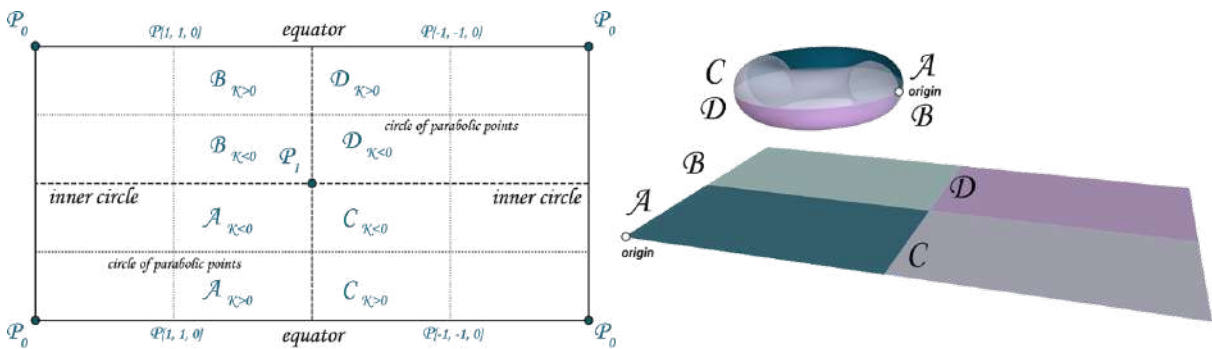 P₀ P[1, 1, 0] equator P[-1, -1, 0] P₀
B K>0 D K>0
circle of parabolic points
B K<0 D K<0
P₁
inner circle inner circle
A K<0 C K<0
circle of parabolic points
A K>0 C K>0
P₀ P[1, 1, 0] equator P[-1, -1, 0] P₀
C A
origin
D B
B
D
A
origin
C